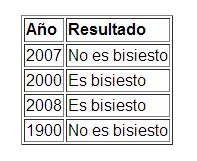 Año Resultado
2007 No es bisiesto
2000 Es bisiesto
2008 Es bisiesto
1900 No es bisiesto